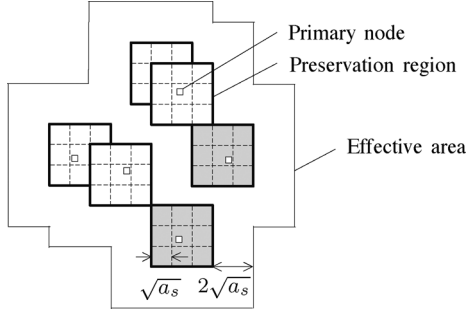 Primary node
Preservation region
Effective area
√a_s 2√a_s